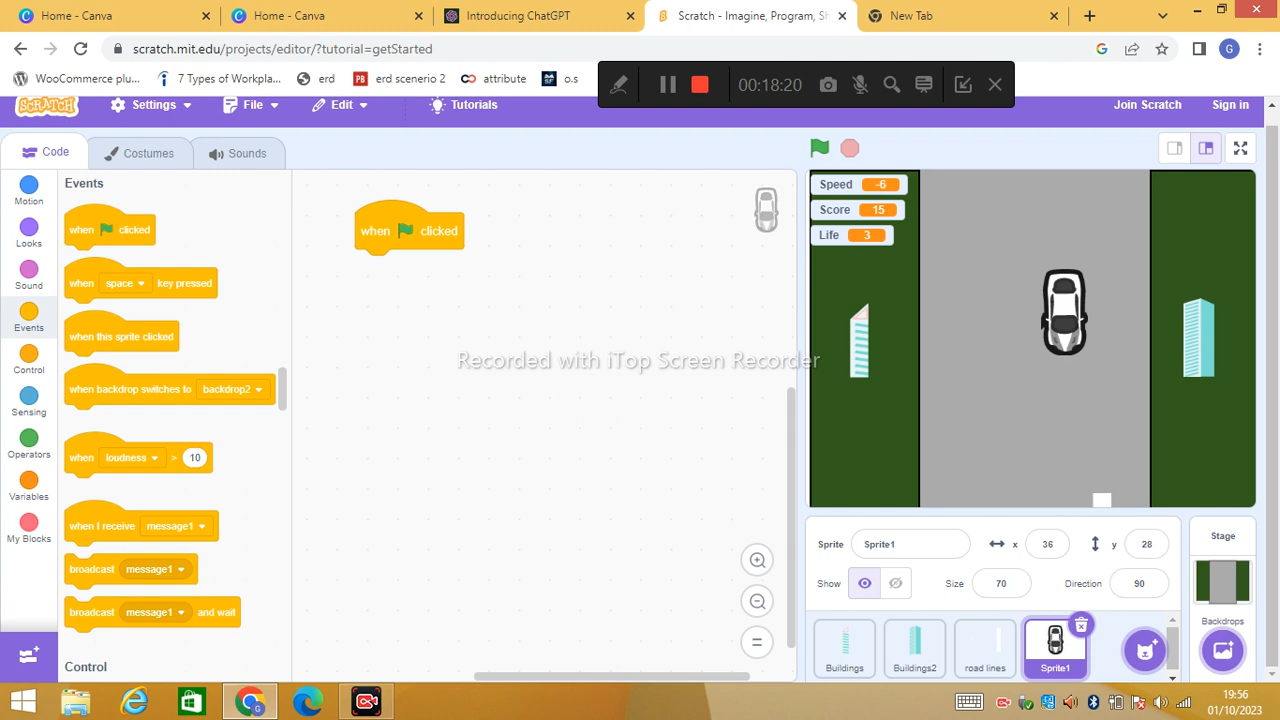 Home - Canva
Home - Canva
Introducing ChatGPT
Scratch - Imagine, Program, Sh
New Tab
scratch.mit.edu/projects/editor/?tutorial=getStarted
G
WooCommerce plu...
7 Types of Workpla...
erd
PB
erd scenerio 2
attribute
o.s
00:18:20
SCRATCH
Settings
File
Edit
Tutorials
Join Scratch
Sign in
Code
Costumes
Sounds
Motion
Looks
Sound
Events
Control
Sensing
Operators
Variables
My Blocks
Events
when clicked
when space key pressed
when this sprite clicked
when backdrop switches to backdrop2
when loudness > 10
when I receive message1
broadcast message1
broadcast message1 and wait
Control
when clicked
Recorded with iTop Screen Recorder
Speed -6
Score 15
Life 3
Sprite Sprite1 x 36 y 28
Show Size 70 Direction 90
Buildings
Buildings2
road lines
Sprite1
Stage
Backdrops
19:56
01/10/2023